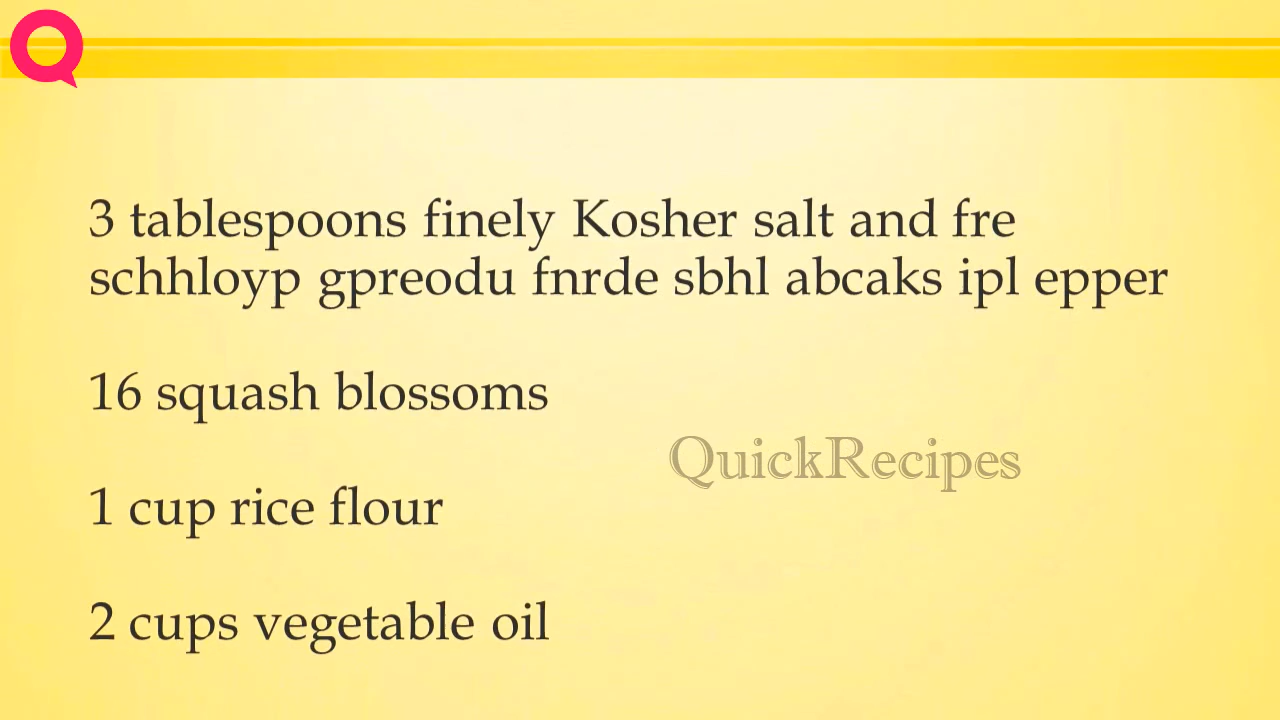 3 tablespoons finely Kosher salt and fre
schhloyp gpreodu fnrde sbhl abcaks ipl epper
16 squash blossoms
QuickRecipes
1 cup rice flour
2 cups vegetable oil